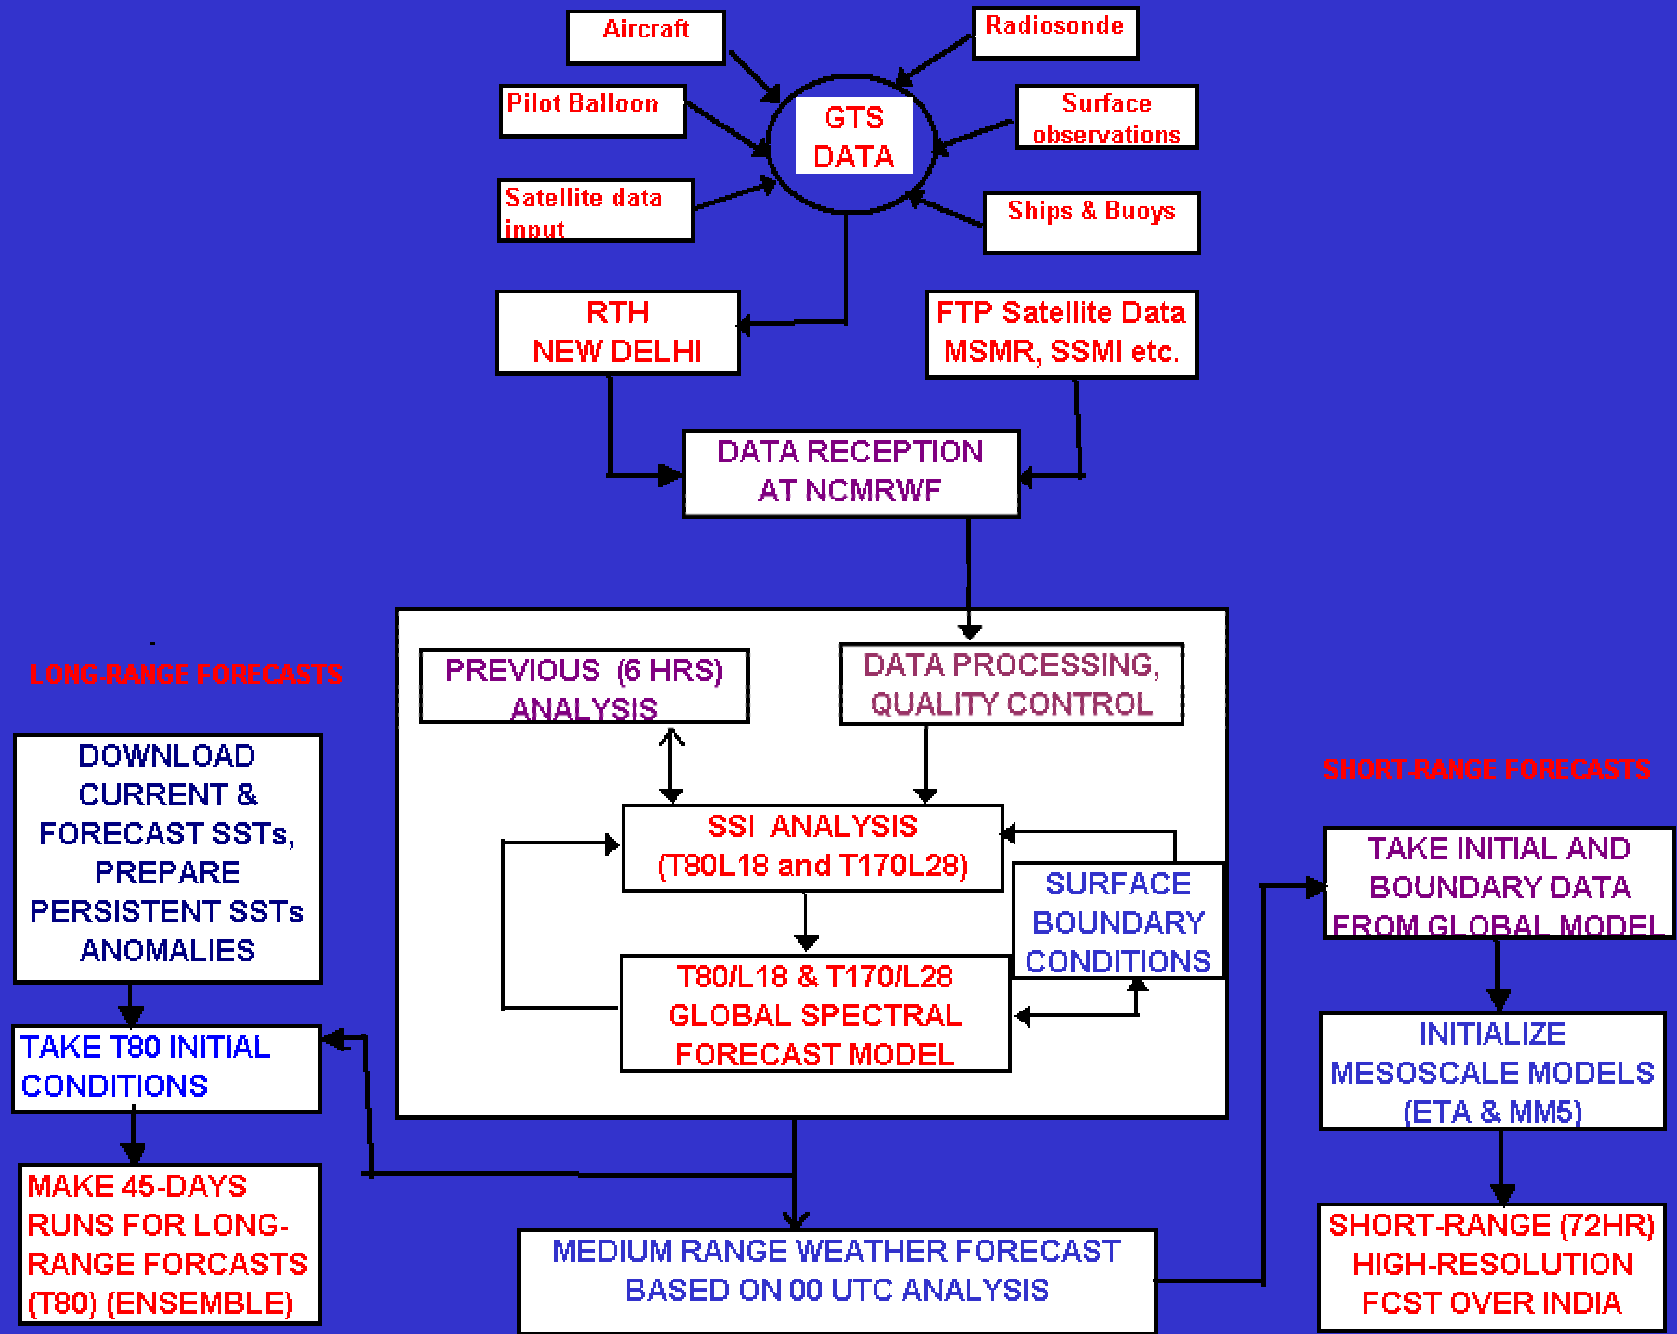 Aircraft
Radiosonde
Pilot Balloon
GTS
DATA
Surface
observations
Satellite data
input
Ships & Buoys
RTH
NEW DELHI
FTP Satellite Data
MSMR, SSMI etc.
DATA RECEPTION
AT NCMRWF
LONG-RANGE FORECASTS
PREVIOUS (6 HRS)
ANALYSIS
DATA PROCESSING,
QUALITY CONTROL
DOWNLOAD
CURRENT &
FORECAST SSTs,
PREPARE
PERSISTENT SSTs
ANOMALIES
SHORT-RANGE FORECASTS
SSI ANALYSIS
(T80L18 and T170L28)
SURFACE
BOUNDARY
CONDITIONS
TAKE INITIAL AND
BOUNDARY DATA
FROM GLOBAL MODEL
T80/L18 & T170/L28
GLOBAL SPECTRAL
FORECAST MODEL
TAKE T80 INITIAL
CONDITIONS
INITIALIZE
MESOSCALE MODELS
(ETA & MM5)
MAKE 45-DAYS
RUNS FOR LONG-
RANGE FORCASTS
(T80) (ENSEMBLE)
MEDIUM RANGE WEATHER FORECAST
BASED ON 00 UTC ANALYSIS
SHORT-RANGE (72HR)
HIGH-RESOLUTION
FCST OVER INDIA